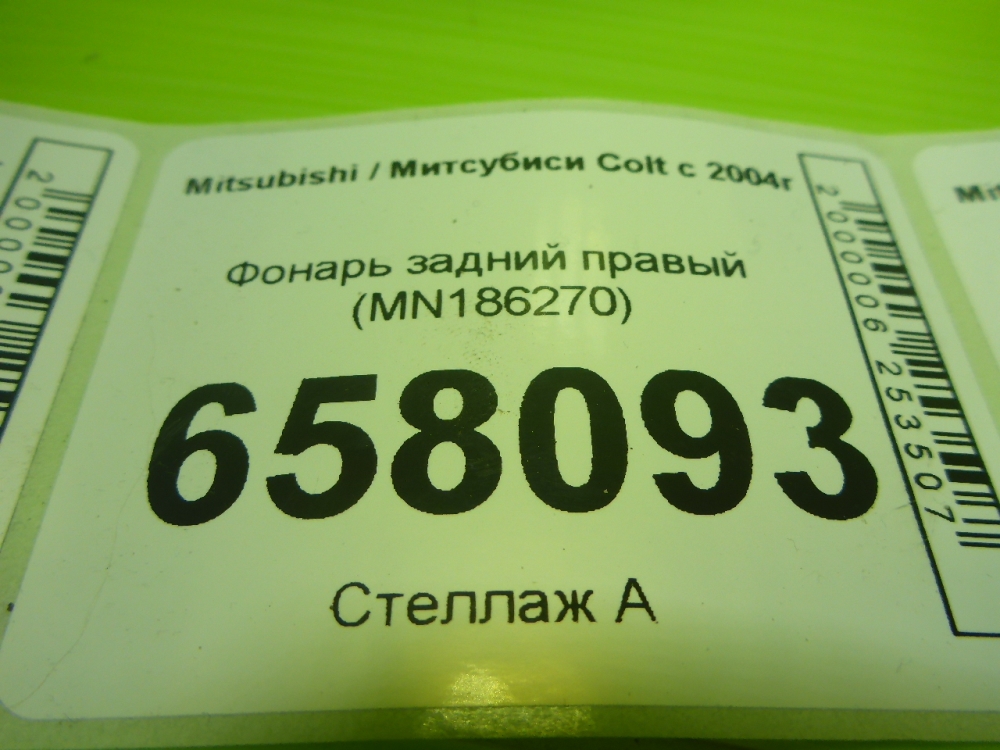 Mitsubishi / Митсубиси Colt с 2004г
Фонарь задний правый
(MN186270)
658093
Стеллаж А
2000006253507